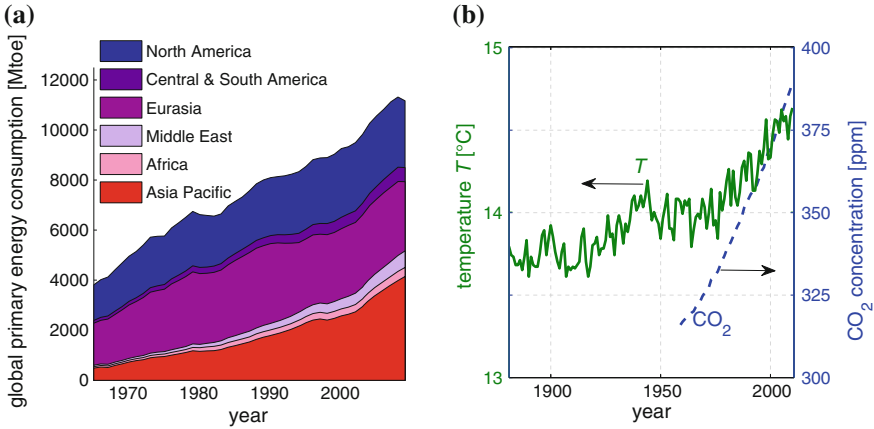 (a)
North America
Central & South America
Eurasia
Middle East
Africa
Asia Pacific
global primary energy consumption [Mtoe]
12000
10000
8000
6000
4000
2000
0
1970
1980
1990
2000
year
(b)
15
14
13
temperature T [°C]
T
CO₂
400
375
350
325
300
CO₂ concentration [ppm]
1900
1950
2000
year